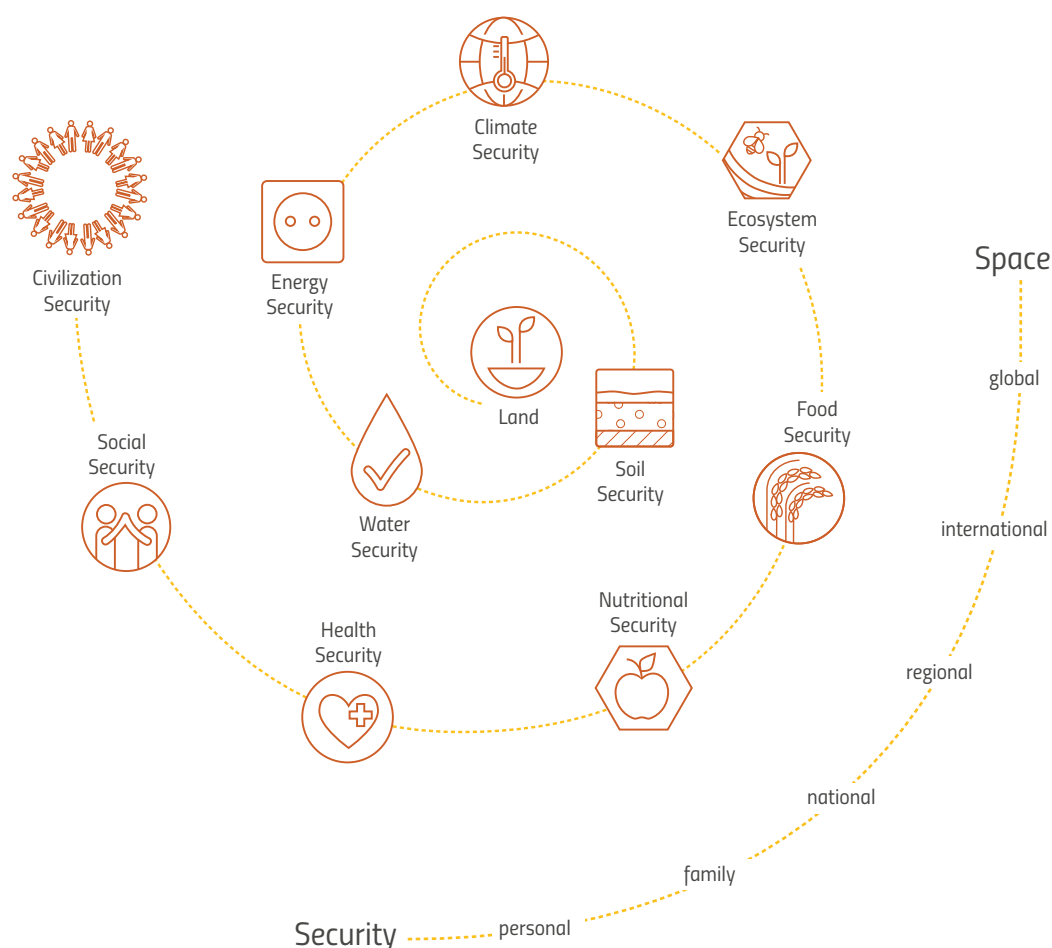 Climate
Security
Civilization
Security
Energy
Security
Ecosystem
Security
Space
global
Land
Food
Security
Social
Security
Soil
Security
Water
Security
international
Nutritional
Security
Health
Security
regional
national
family
personal
Security